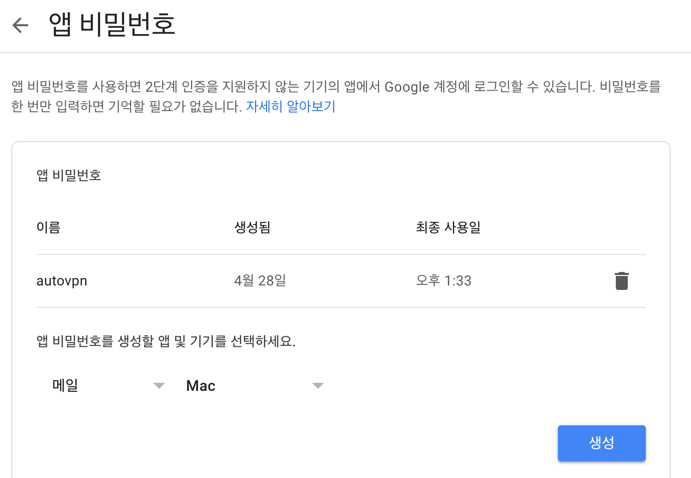 앱 비밀번호
앱 비밀번호를 사용하면 2단계 인증을 지원하지 않는 기기의 앱에서 Google 계정에 로그인할 수 있습니다. 비밀번호를
한 번만 입력하면 기억할 필요가 없습니다. 자세히 알아보기
앱 비밀번호
이름 생성됨 최종 사용일
autovpn 4월 28일 오후 1:33
앱 비밀번호를 생성할 앱 및 기기를 선택하세요.
메일 Mac
생성